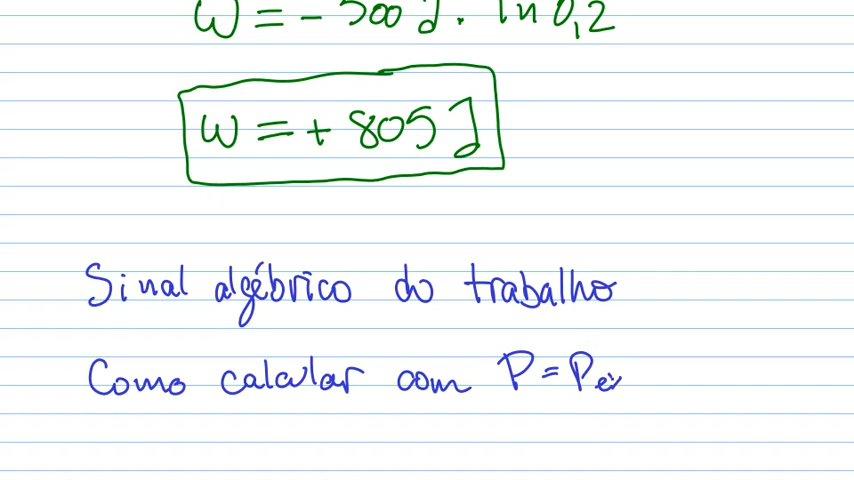 W = - 500 J. ln 0,2
W = + 805 J
Sinal algébrico do trabalho
Como calcular com P = Pex